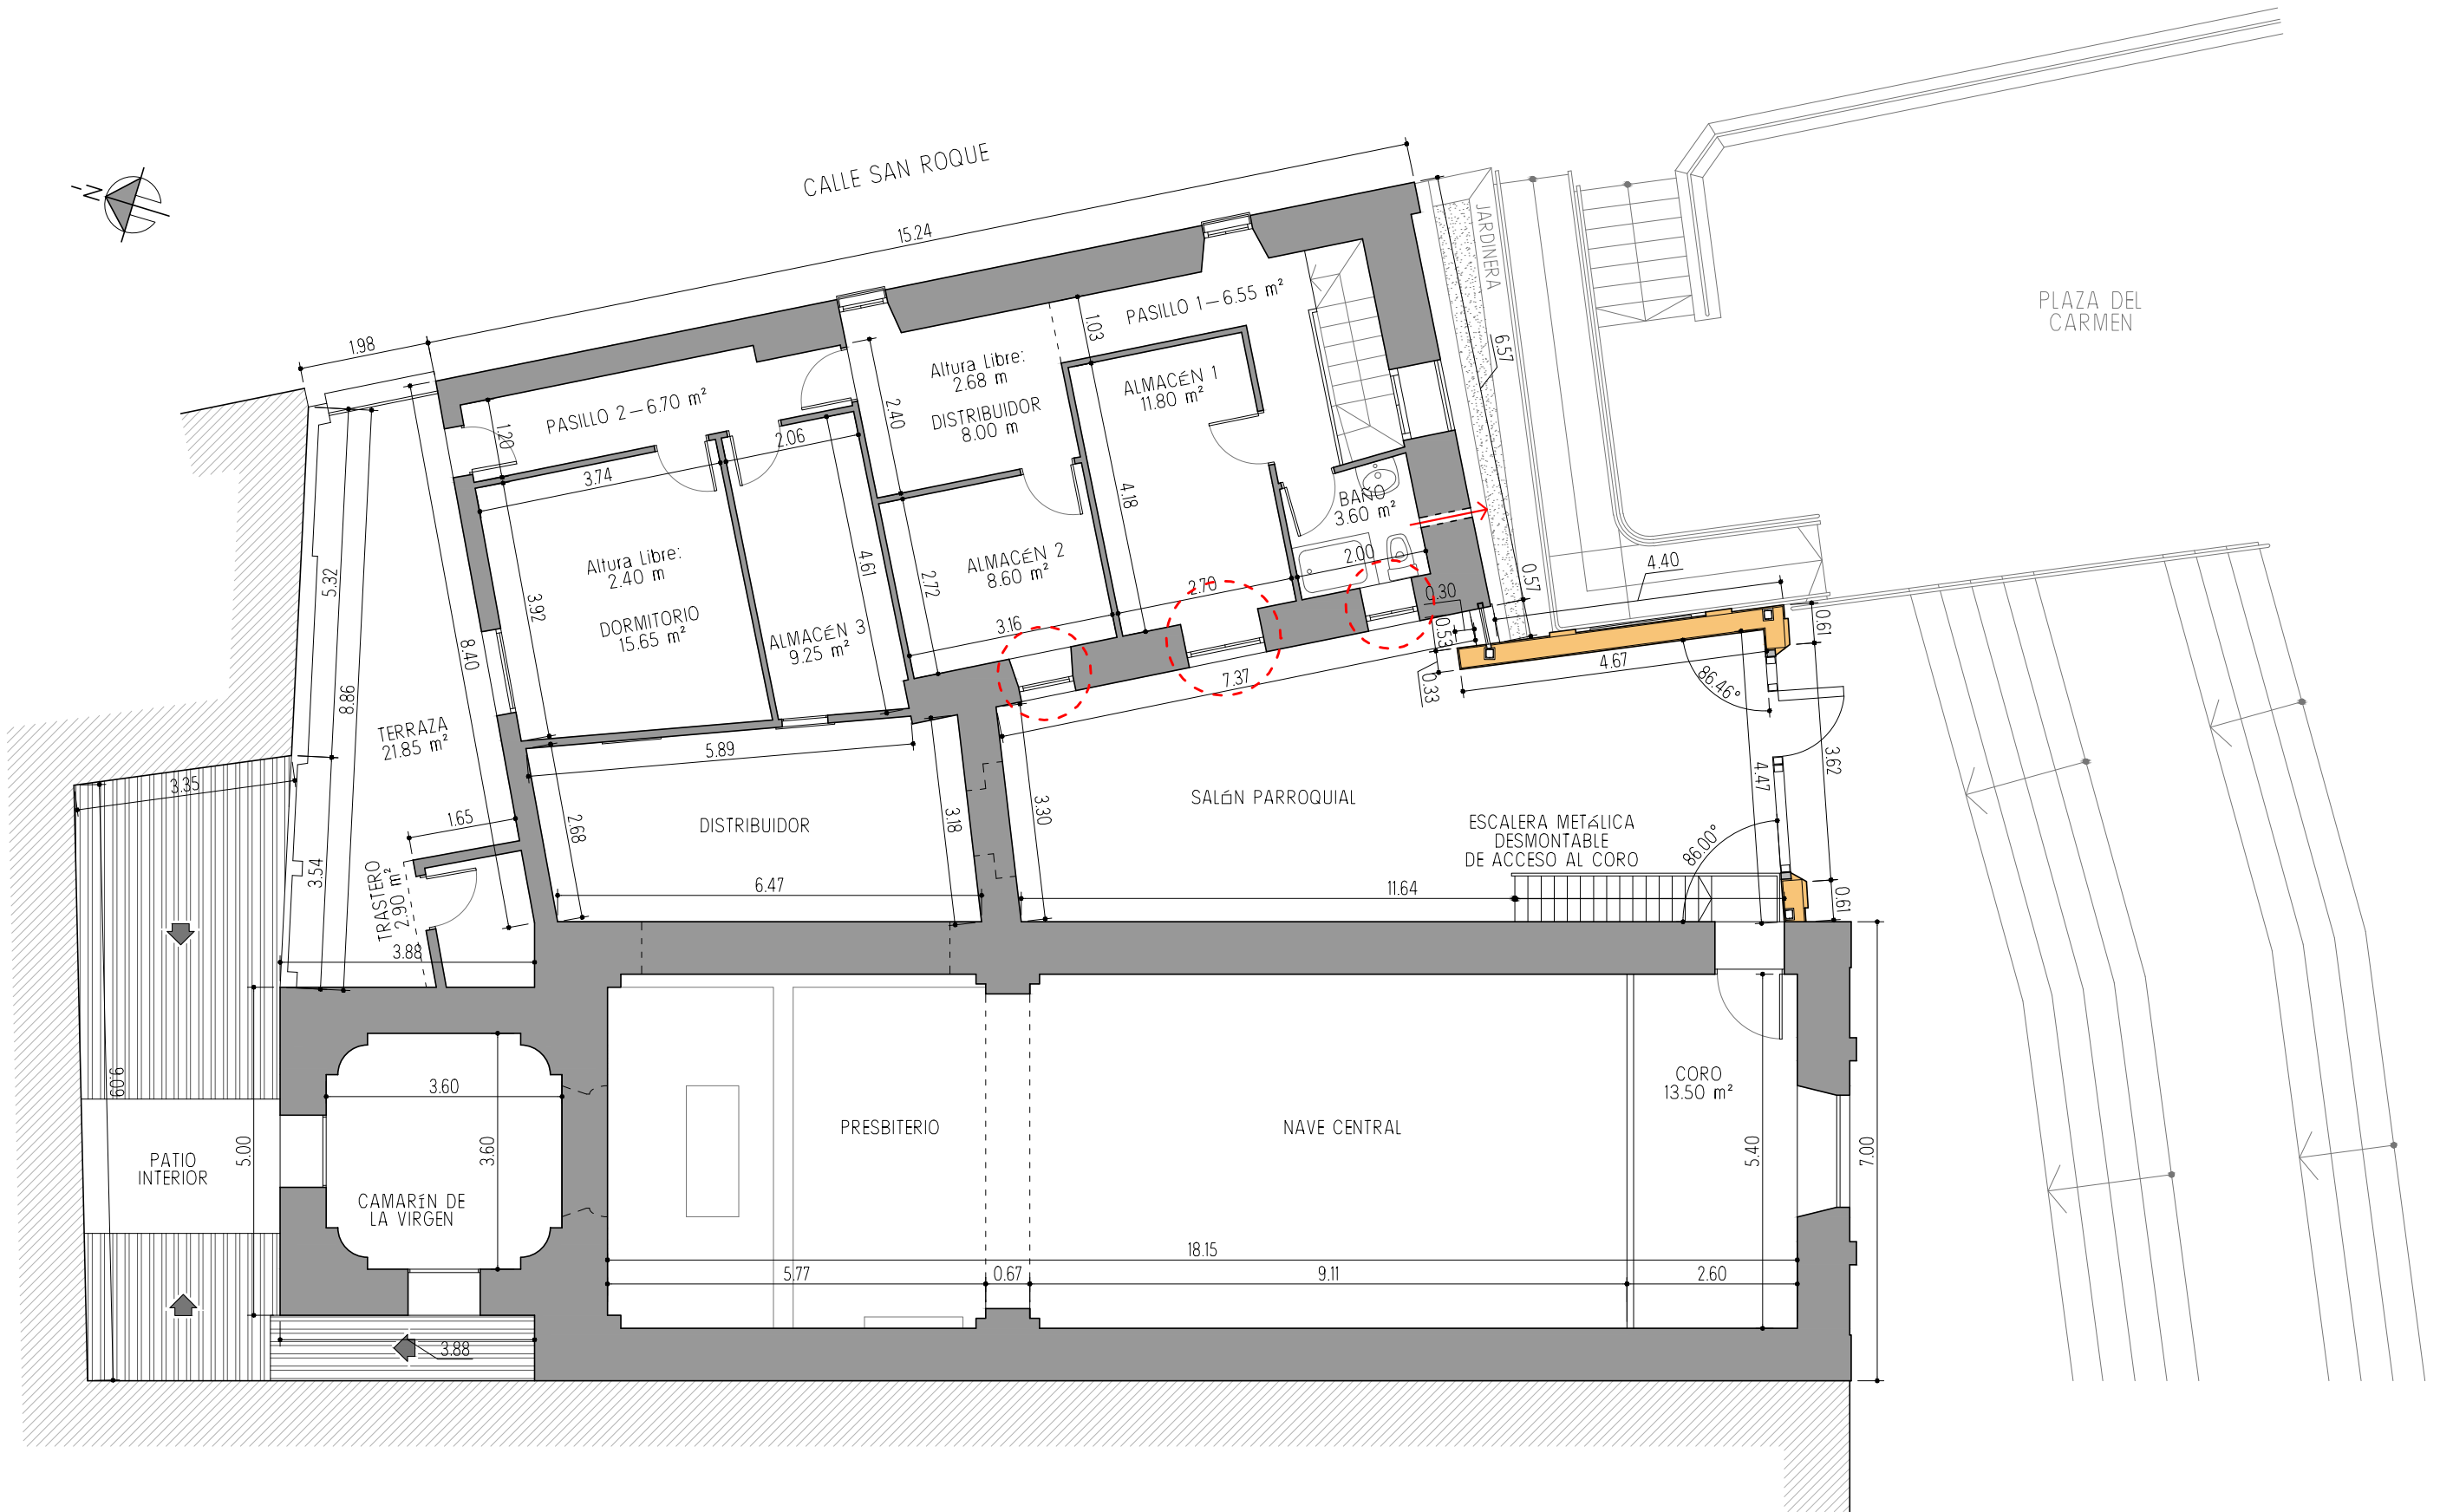 CALLE SAN ROQUE
'N
15.24
1.98
JARDINERA
PLAZA DEL
CARMEN
6.57
PASILLO 1 – 6.55 m²
1.03
Altura Libre:
2.68 m
DISTRIBUIDOR
8.00 m
ALMACÉN 1
11.80 m²
PASILLO 2 – 6.70 m²
2.40
1.20
2.06
3.74
4.18
BAÑO
3.60 m²
2.00
Altura Libre:
2.40 m
DORMITORIO
15.65 m²
ALMACÉN 2
8.60 m²
4.61
2.72
3.92
ALMACÉN 3
9.25 m²
3.16
2.70
0.30
0.57
4.40
0.61
0.53
0.33
7.37
4.67
86.46°
5.32
8.40
8.86
TERRAZA
21.85 m²
5.89
3.62
4.47
3.35
1.65
2.68
DISTRIBUIDOR
3.18
3.30
SALÓN PARROQUIAL
ESCALERA METÁLICA
DESMONTABLE
DE ACCESO AL CORO
86.00°
3.54
TRASTERO
2.90 m²
6.47
11.64
0.61
3.88
9.09
3.60
3.60
5.00
PATIO
INTERIOR
CAMARÍN DE
LA VIRGEN
PRESBITERIO
NAVE CENTRAL
CORO
13.50 m²
5.40
7.00
18.15
5.77
0.67
9.11
2.60
3.88